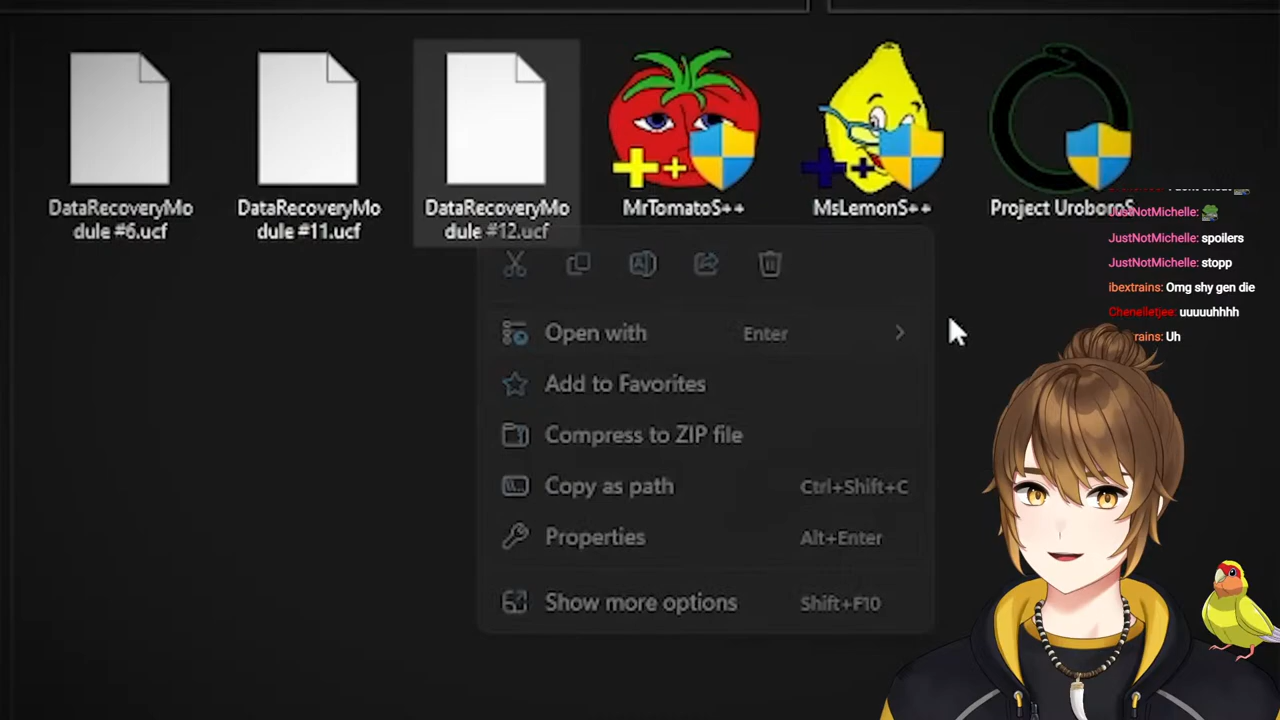 DataRecoveryMo
dule #6.ucf
DataRecoveryMo
dule #11.ucf
DataRecoveryMo
dule #12.ucf
MrTomatoS++
MsLemonS++
Project UroboroS
Open with Enter
Add to Favorites
Compress to ZIP file
Copy as path Ctrl+Shift+C
Properties Alt+Enter
Show more options Shift+F10
JustNotMichelle:
JustNotMichelle: spoilers
JustNotMichelle: stopp
ibextrains: Omg shy gen die
Chenelletjee: uuuuuhhhh
rains: Uh